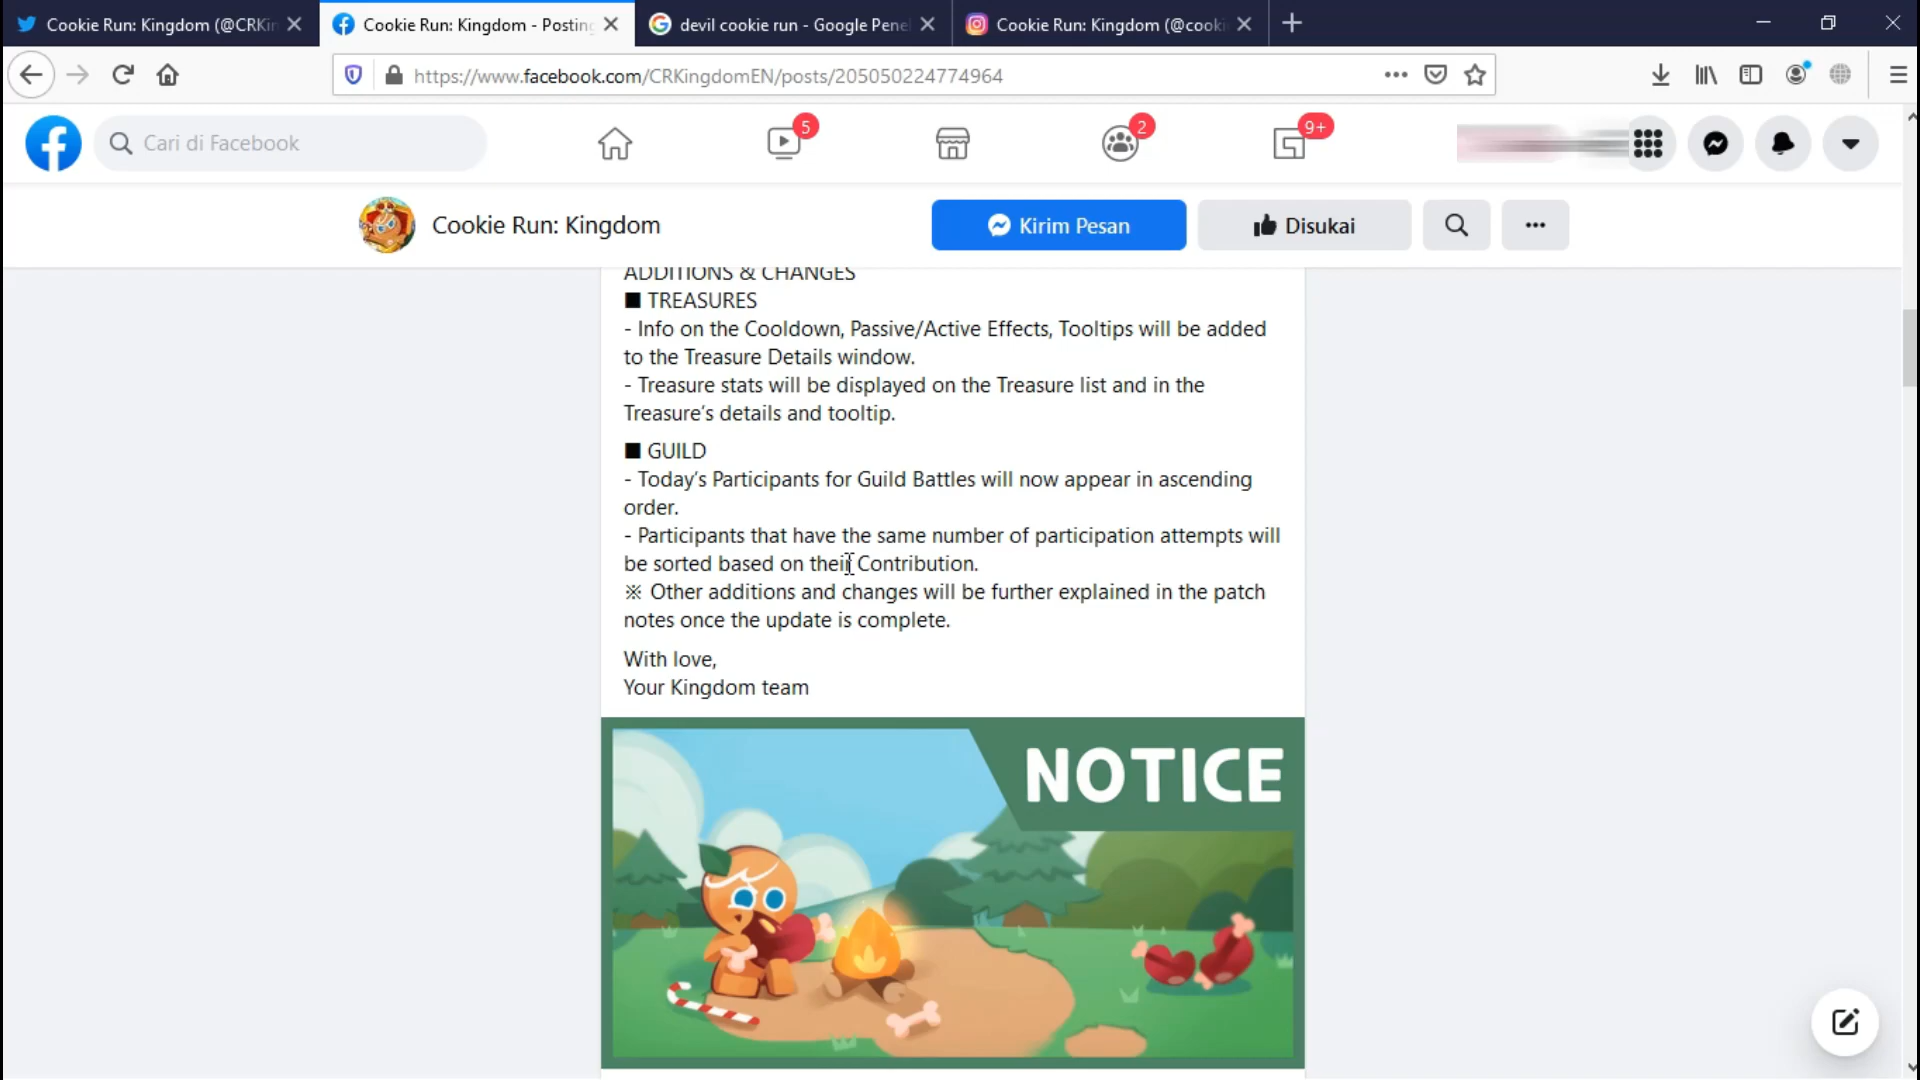 Cookie Run: Kingdom (@CRKin
Cookie Run: Kingdom - Posting
devil cookie run - Google Penel
Cookie Run: Kingdom (@cooki
https://www.facebook.com/CRKingdomEN/posts/205050224774964
Cari di Facebook
5
2
9+
Cookie Run: Kingdom
Kirim Pesan
Disukai
ADDITIONS & CHANGES
■ TREASURES
- Info on the Cooldown, Passive/Active Effects, Tooltips will be added
to the Treasure Details window.
- Treasure stats will be displayed on the Treasure list and in the
Treasure's details and tooltip.
■ GUILD
- Today's Participants for Guild Battles will now appear in ascending
order.
- Participants that have the same number of participation attempts will
be sorted based on their Contribution.
※ Other additions and changes will be further explained in the patch
notes once the update is complete.
With love,
Your Kingdom team
NOTICE